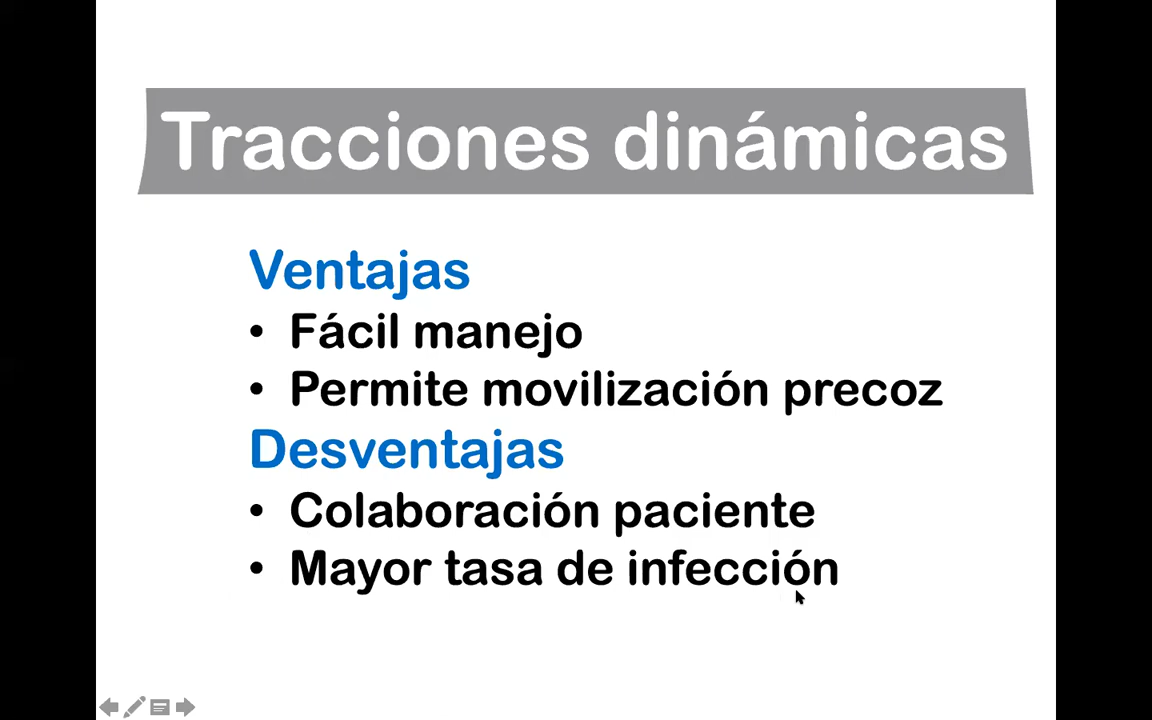 Tracciones dinámicas
Ventajas
• Fácil manejo
• Permite movilización precoz
Desventajas
• Colaboración paciente
• Mayor tasa de infección